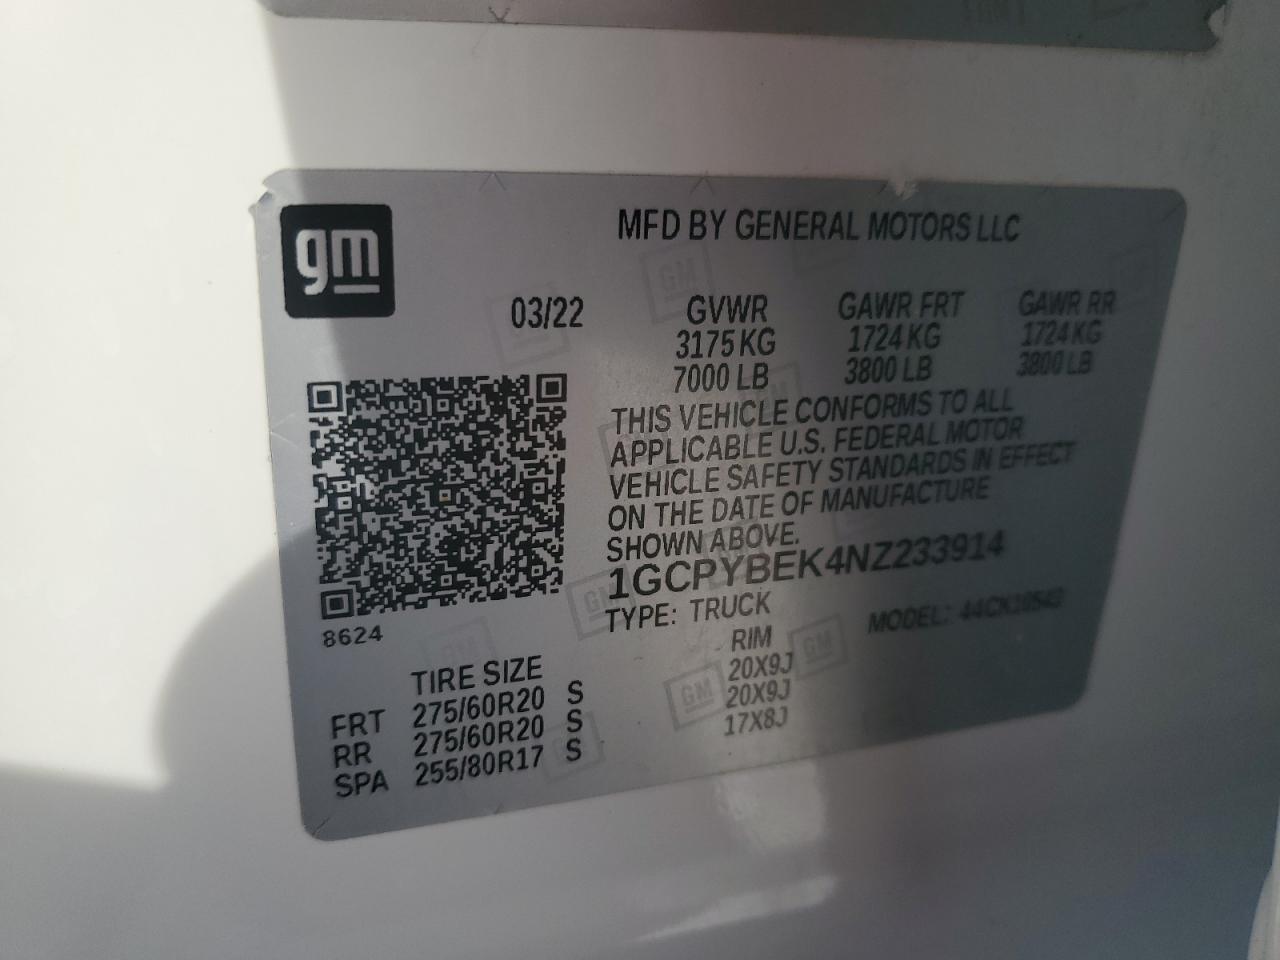 gm
MFD BY GENERAL MOTORS LLC
03/22 GVWR GAWR FRT GAWR RR
3175 KG 1724 KG 1724 KG
7000 LB 3800 LB 3800 LB
THIS VEHICLE CONFORMS TO ALL
APPLICABLE U.S. FEDERAL MOTOR
VEHICLE SAFETY STANDARDS IN EFFECT
ON THE DATE OF MANUFACTURE
SHOWN ABOVE.
1GCPYBEK4NZ233914
TYPE: TRUCK MODEL:
8624
TIRE SIZE RIM
FRT 275/60R20 S 20X9J
RR 275/60R20 S 20X9J
SPA 255/80R17 S 17X8J